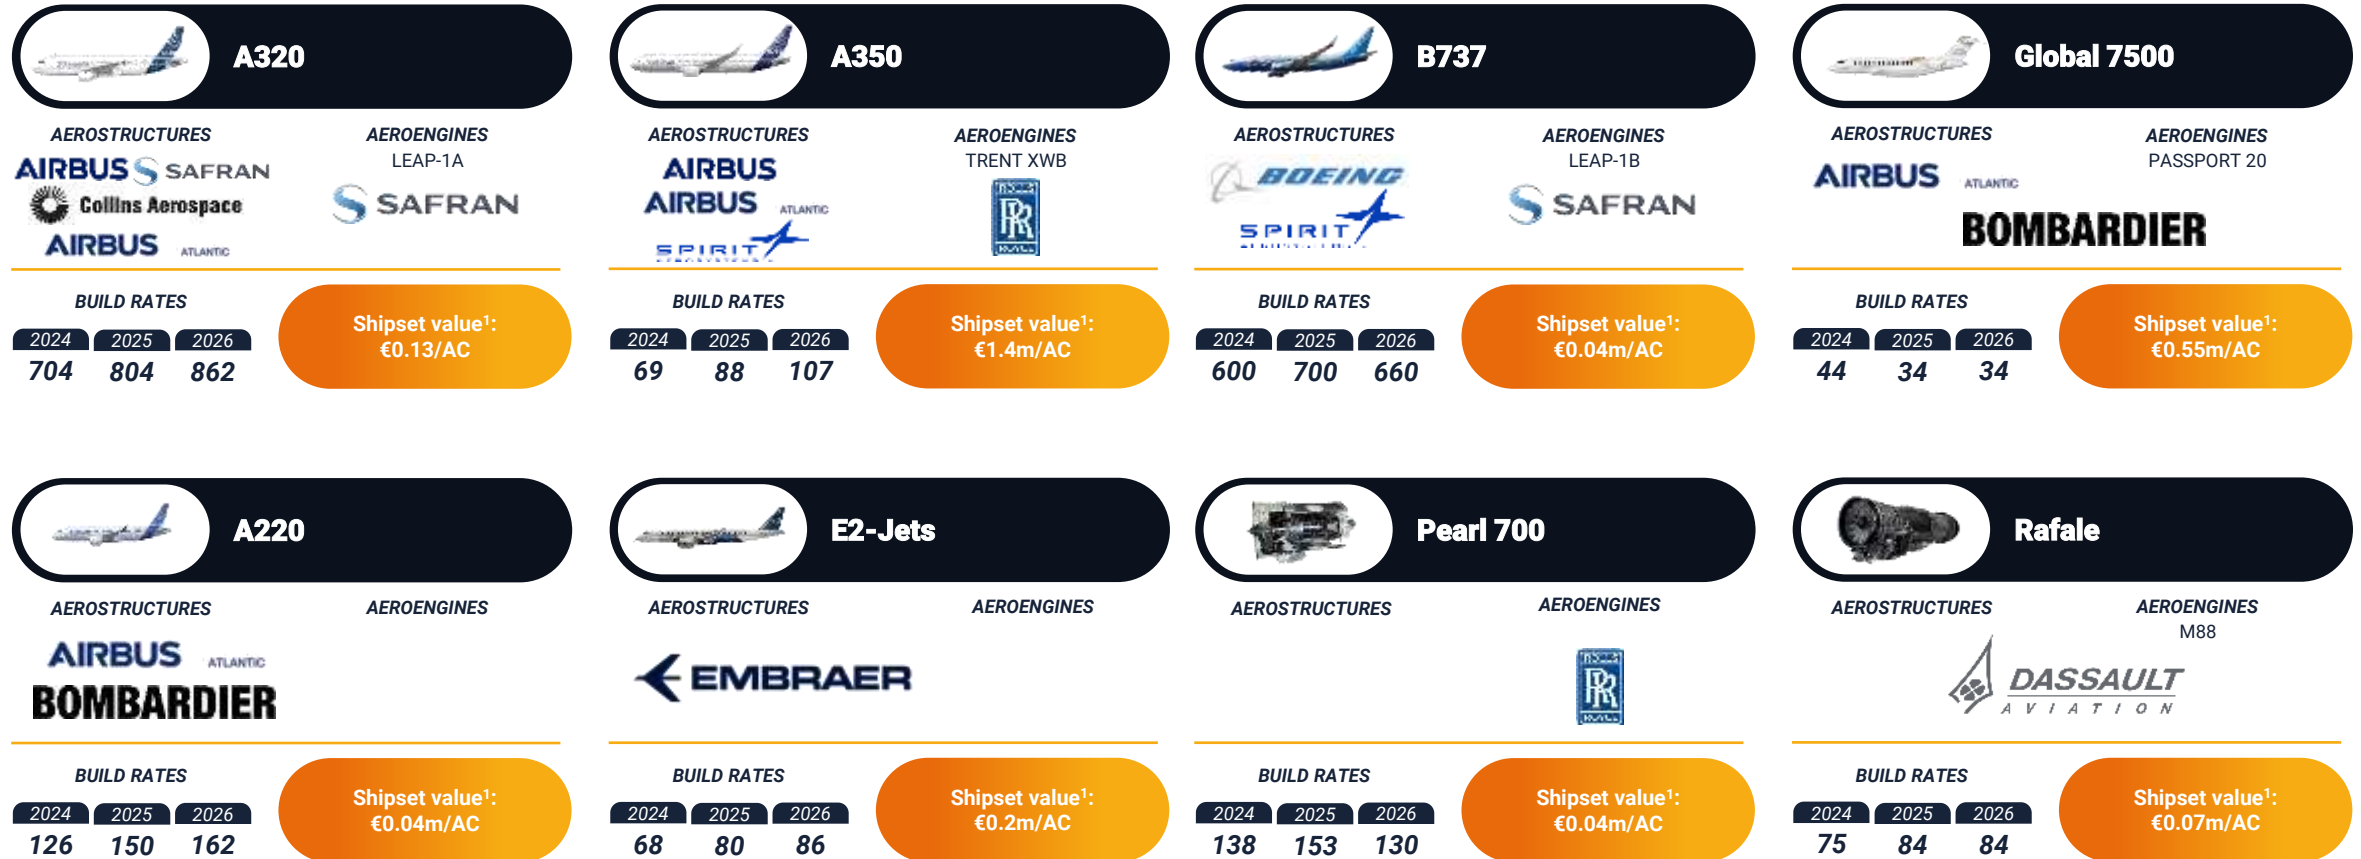 A320
AEROSTRUCTURES
AIRBUS SAFRAN
Collins Aerospace
AIRBUS ATLANTIC
AEROENGINES
LEAP-1A
SAFRAN
BUILD RATES
2024 2025 2026
704 804 862
Shipset value¹:
€0.13/AC
A350
AEROSTRUCTURES
AIRBUS
AIRBUS ATLANTIC
SPIRIT
AEROENGINES
TRENT XWB
ROLLS
RR
ROYCE
BUILD RATES
2024 2025 2026
69 88 107
Shipset value¹:
€1.4m/AC
B737
AEROSTRUCTURES
BOEING
SPIRIT
AEROENGINES
LEAP-1B
SAFRAN
BUILD RATES
2024 2025 2026
600 700 660
Shipset value¹:
€0.04m/AC
Global 7500
AEROSTRUCTURES
AIRBUS ATLANTIC
BOMBARDIER
AEROENGINES
PASSPORT 20
BUILD RATES
2024 2025 2026
44 34 34
Shipset value¹:
€0.55m/AC
A220
AEROSTRUCTURES
AIRBUS ATLANTIC
BOMBARDIER
AEROENGINES
BUILD RATES
2024 2025 2026
126 150 162
Shipset value¹:
€0.04m/AC
E2-Jets
AEROSTRUCTURES
EMBRAER
AEROENGINES
BUILD RATES
2024 2025 2026
68 80 86
Shipset value¹:
€0.2m/AC
Pearl 700
AEROSTRUCTURES
AEROENGINES
ROLLS
RR
ROYCE
BUILD RATES
2024 2025 2026
138 153 130
Shipset value¹:
€0.04m/AC
Rafale
AEROSTRUCTURES
AEROENGINES
M88
DASSAULT
AVIATION
BUILD RATES
2024 2025 2026
75 84 84
Shipset value¹:
€0.07m/AC